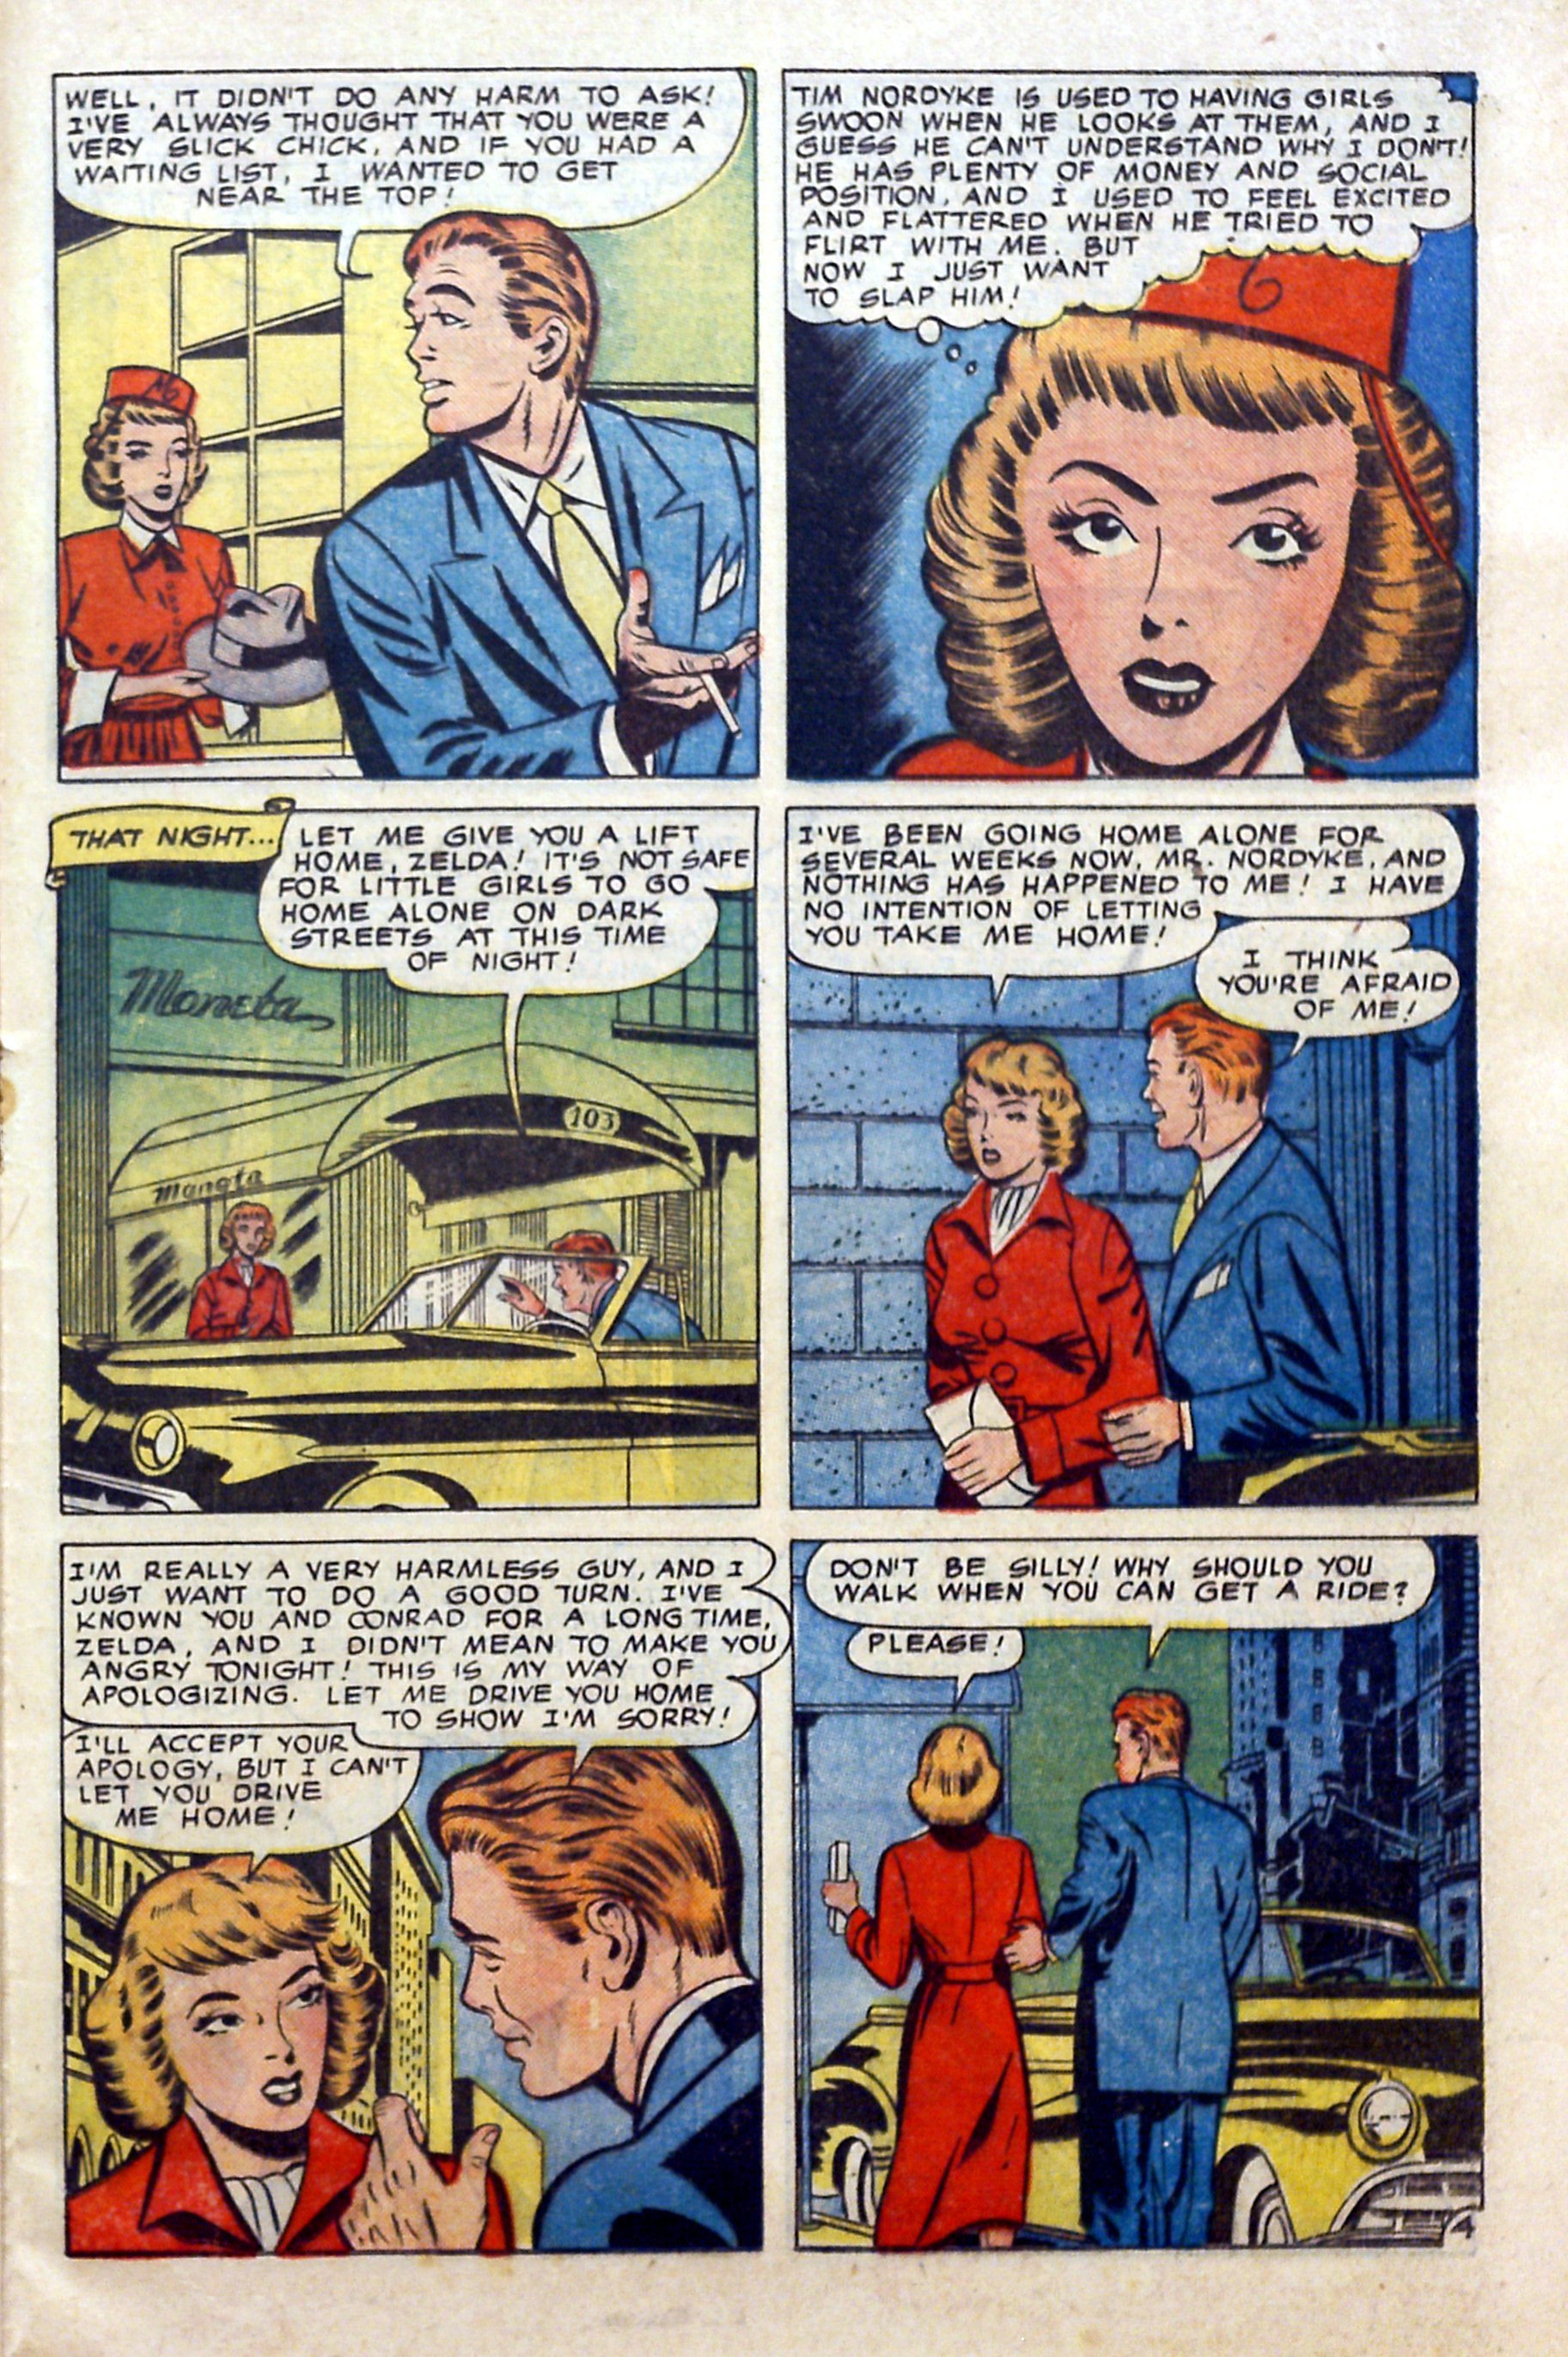 WELL, IT DIDN'T DO ANY HARM TO ASK!
I'VE ALWAYS THOUGHT THAT YOU WERE A
VERY SLICK CHICK, AND IF YOU HAD A
WAITING LIST, I WANTED TO GET
NEAR THE TOP!
TIM NORDYKE IS USED TO HAVING GIRLS
SWOON WHEN HE LOOKS AT THEM, AND I
GUESS HE CAN'T UNDERSTAND WHY I DON'T!
HE HAS PLENTY OF MONEY AND SOCIAL
POSITION, AND I USED TO FEEL EXCITED
AND FLATTERED WHEN HE TRIED TO
FLIRT WITH ME. BUT
NOW I JUST WANT
TO SLAP HIM!
THAT NIGHT...
LET ME GIVE YOU A LIFT
HOME, ZELDA! IT'S NOT SAFE
FOR LITTLE GIRLS TO GO
HOME ALONE ON DARK
STREETS AT THIS TIME
OF NIGHT!
Maneta
103
Maneta
I'VE BEEN GOING HOME ALONE FOR
SEVERAL WEEKS NOW, MR. NORDYKE, AND
NOTHING HAS HAPPENED TO ME! I HAVE
NO INTENTION OF LETTING
YOU TAKE ME HOME!
I THINK
YOU'RE AFRAID
OF ME!
I'M REALLY A VERY HARMLESS GUY, AND I
JUST WANT TO DO A GOOD TURN. I'VE
KNOWN YOU AND CONRAD FOR A LONG TIME,
ZELDA, AND I DIDN'T MEAN TO MAKE YOU
ANGRY TONIGHT! THIS IS MY WAY OF
APOLOGIZING. LET ME DRIVE YOU HOME
TO SHOW I'M SORRY!
I'LL ACCEPT YOUR
APOLOGY, BUT I CAN'T
LET YOU DRIVE
ME HOME!
DON'T BE SILLY! WHY SHOULD YOU
WALK WHEN YOU CAN GET A RIDE?
PLEASE!
4